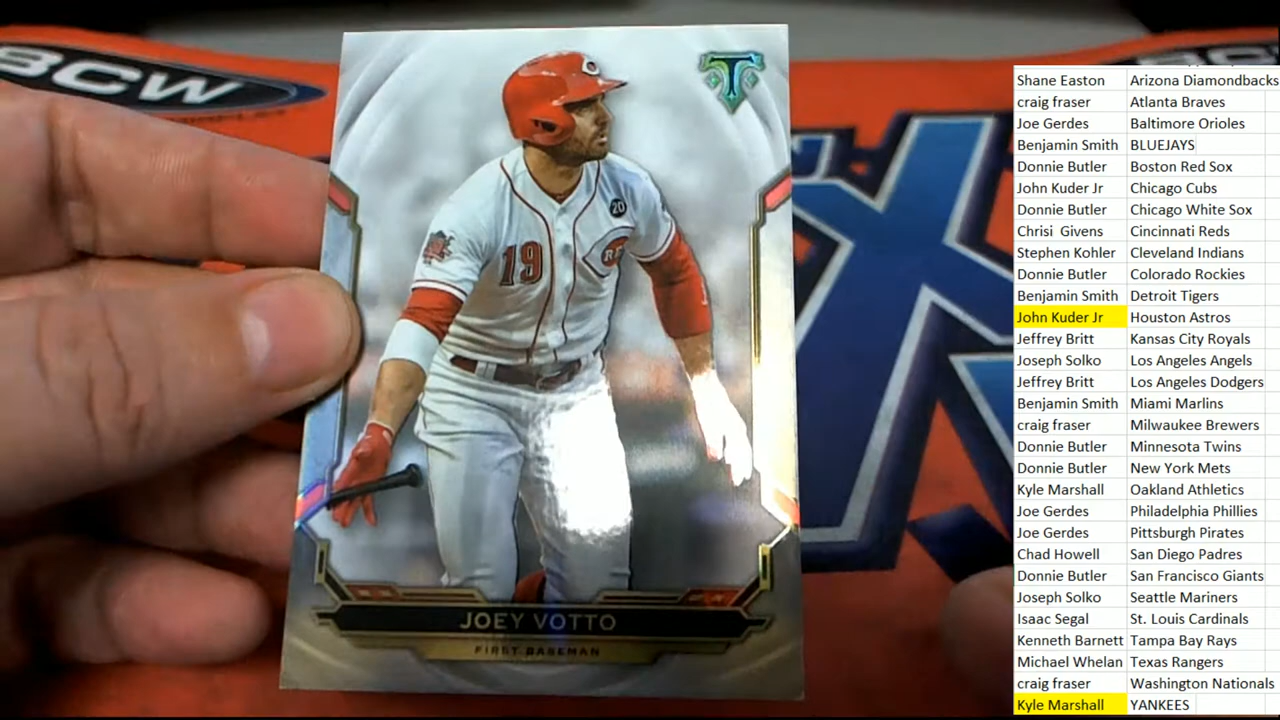 BCW
T
C
20
19
RE
JOEY VOTTO
FIRST BASEMAN
Shane Easton Arizona Diamondbacks
craig fraser Atlanta Braves
Joe Gerdes Baltimore Orioles
Benjamin Smith BLUEJAYS
Donnie Butler Boston Red Sox
John Kuder Jr Chicago Cubs
Donnie Butler Chicago White Sox
Chrisi Givens Cincinnati Reds
Stephen Kohler Cleveland Indians
Donnie Butler Colorado Rockies
Benjamin Smith Detroit Tigers
John Kuder Jr Houston Astros
Jeffrey Britt Kansas City Royals
Joseph Solko Los Angeles Angels
Jeffrey Britt Los Angeles Dodgers
Benjamin Smith Miami Marlins
craig fraser Milwaukee Brewers
Donnie Butler Minnesota Twins
Donnie Butler New York Mets
Kyle Marshall Oakland Athletics
Joe Gerdes Philadelphia Phillies
Joe Gerdes Pittsburgh Pirates
Chad Howell San Diego Padres
Donnie Butler San Francisco Giants
Joseph Solko Seattle Mariners
Isaac Segal St. Louis Cardinals
Kenneth Barnett Tampa Bay Rays
Michael Whelan Texas Rangers
craig fraser Washington Nationals
Kyle Marshall YANKEES